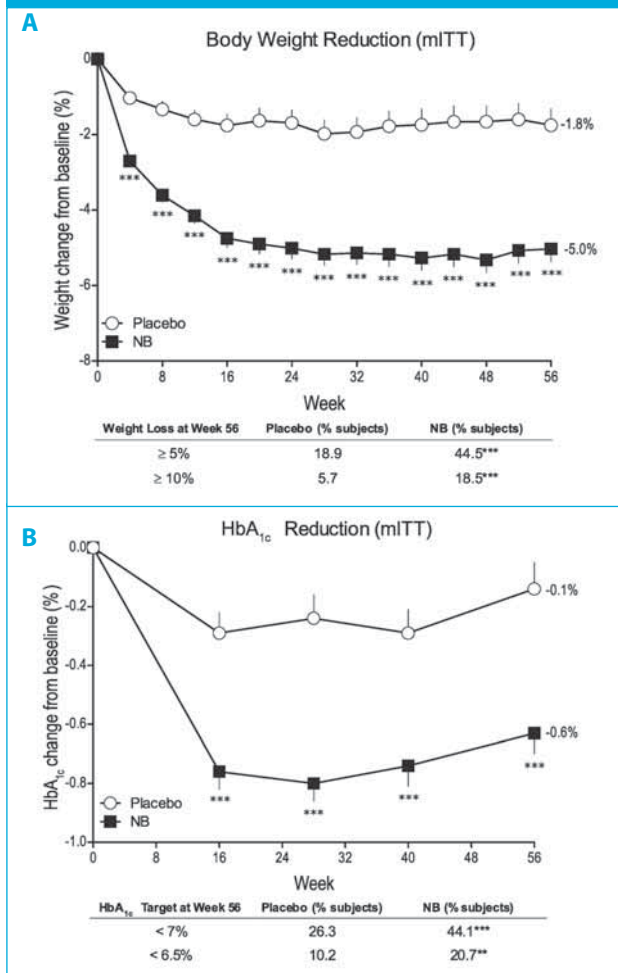 A
Body Weight Reduction (mITT)
Weight change from baseline (%)
0
-2
-4
-6
-8
-1.8%
*** *** *** *** *** *** *** *** *** *** *** *** *** ***
-5.0%
Placebo
NB
0 8 16 24 32 40 48 56
Week
Weight Loss at Week 56 Placebo (% subjects) NB (% subjects)
≥ 5% 18.9 44.5***
≥ 10% 5.7 18.5***
B
HbA1c Reduction (mITT)
HbA1c change from baseline (%)
0.0
-0.2
-0.4
-0.6
-0.8
-1.0
-0.1%
-0.6%
*** *** *** ***
Placebo
NB
0 8 16 24 32 40 48 56
Week
HbA1c Target at Week 56 Placebo (% subjects) NB (% subjects)
< 7% 26.3 44.1***
< 6.5% 10.2 20.7**